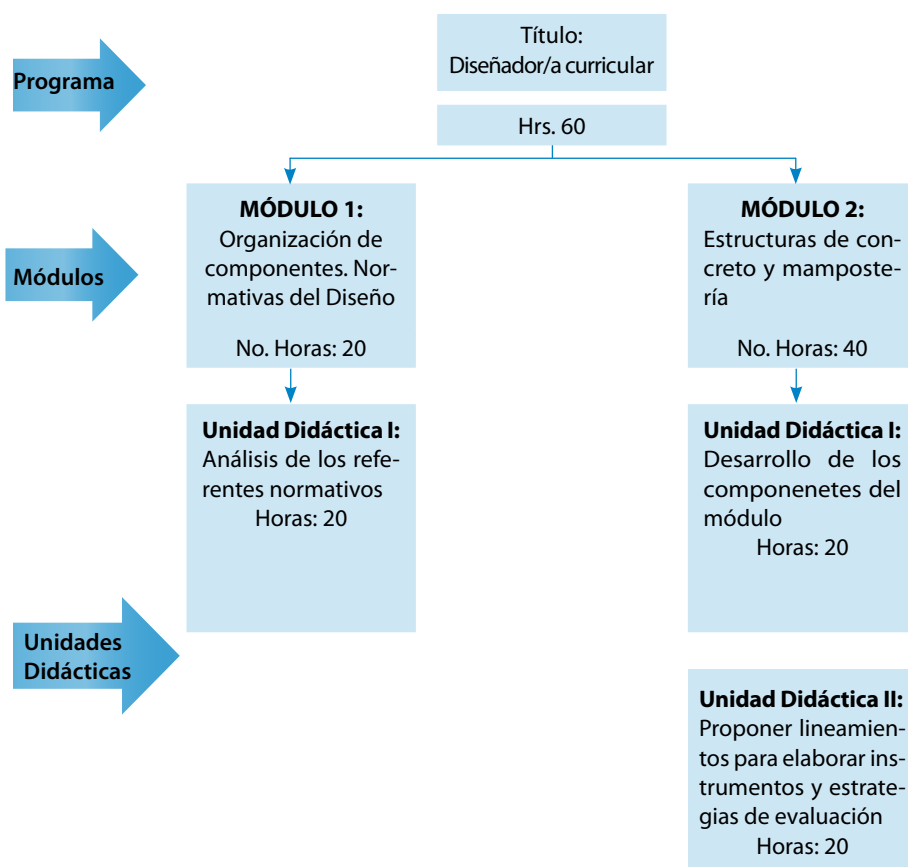 Programa
Título:
Diseñador/a curricular
Hrs. 60
Módulos
MÓDULO 1:
Organización de
componentes. Nor-
mativas del Diseño
No. Horas: 20
MÓDULO 2:
Estructuras de con-
creto y mamposte-
ría
No. Horas: 40
Unidades
Didácticas
Unidad Didáctica I:
Análisis de los refe-
rentes normativos
Horas: 20
Unidad Didáctica I:
Desarrollo de los
componenetes del
módulo
Horas: 20
Unidad Didáctica II:
Proponer lineamien-
tos para elaborar ins-
trumentos y estrate-
gias de evaluación
Horas: 20